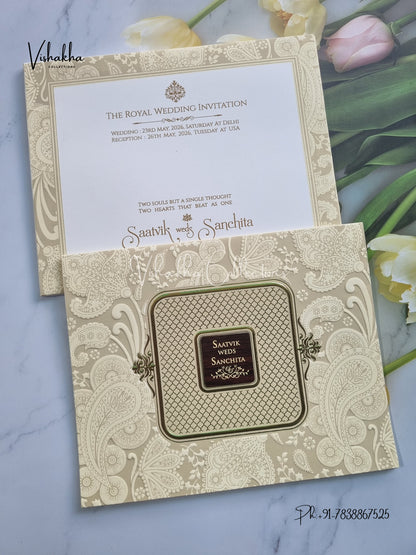 Vishakha
COLLECTIONS
THE ROYAL WEDDING INVITATION
WEDDING : 23RD MAY, 2026, SATURDAY AT DELHI
RECEPTION : 26TH MAY, 2026, TUESDAY AT USA
TWO SOULS BUT A SINGLE THOUGHT
TWO HEARTS THAT BEAT AS ONE
Saatvik weds Sanchita
SAATVIK
WEDS
SANCHITA
Ph +91-7838867525